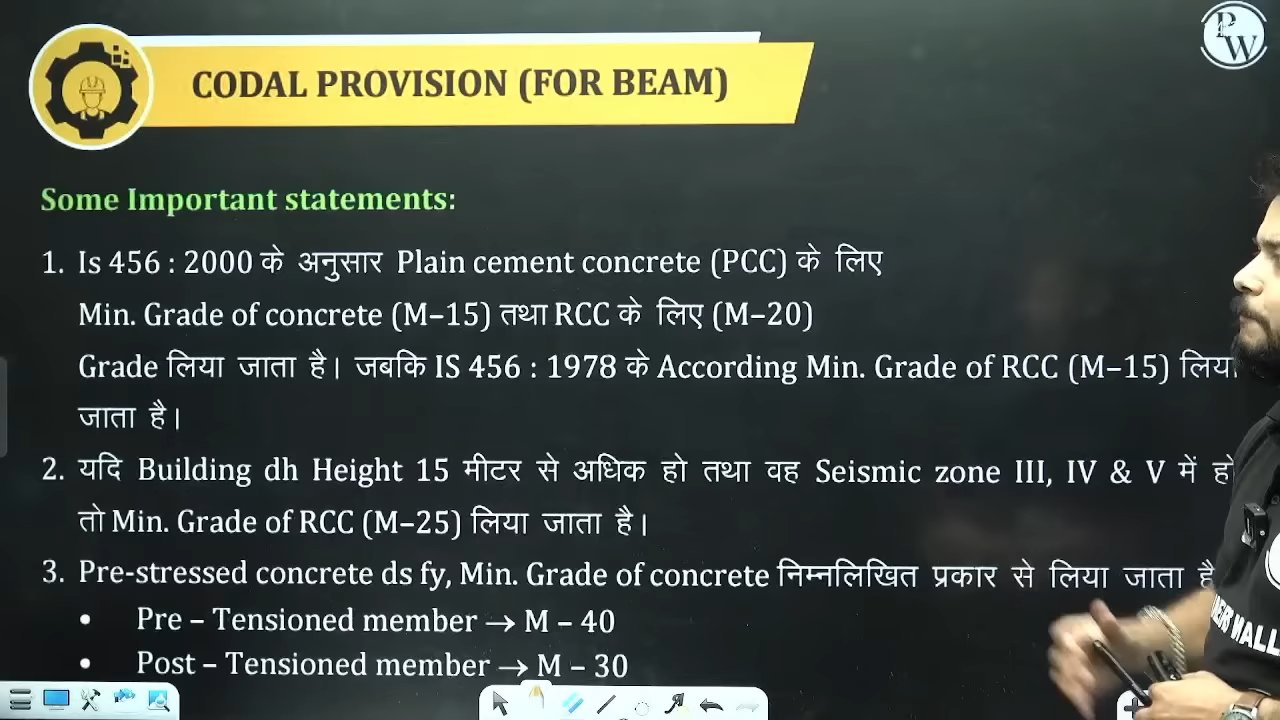 PW
CODAL PROVISION (FOR BEAM)
Some Important statements:
1. Is 456 : 2000 के अनुसार Plain cement concrete (PCC) के लिए
Min. Grade of concrete (M–15) तथा RCC के लिए (M–20)
Grade लिया जाता है। जबकि IS 456 : 1978 के According Min. Grade of RCC (M–15) लिया
जाता है।
2. यदि Building dh Height 15 मीटर से अधिक हो तथा वह Seismic zone III, IV & V में हो
तो Min. Grade of RCC (M–25) लिया जाता है।
3. Pre-stressed concrete ds fy, Min. Grade of concrete निम्नलिखित प्रकार से लिया जाता है
• Pre – Tensioned member → M – 40
• Post – Tensioned member → M – 30
WALL